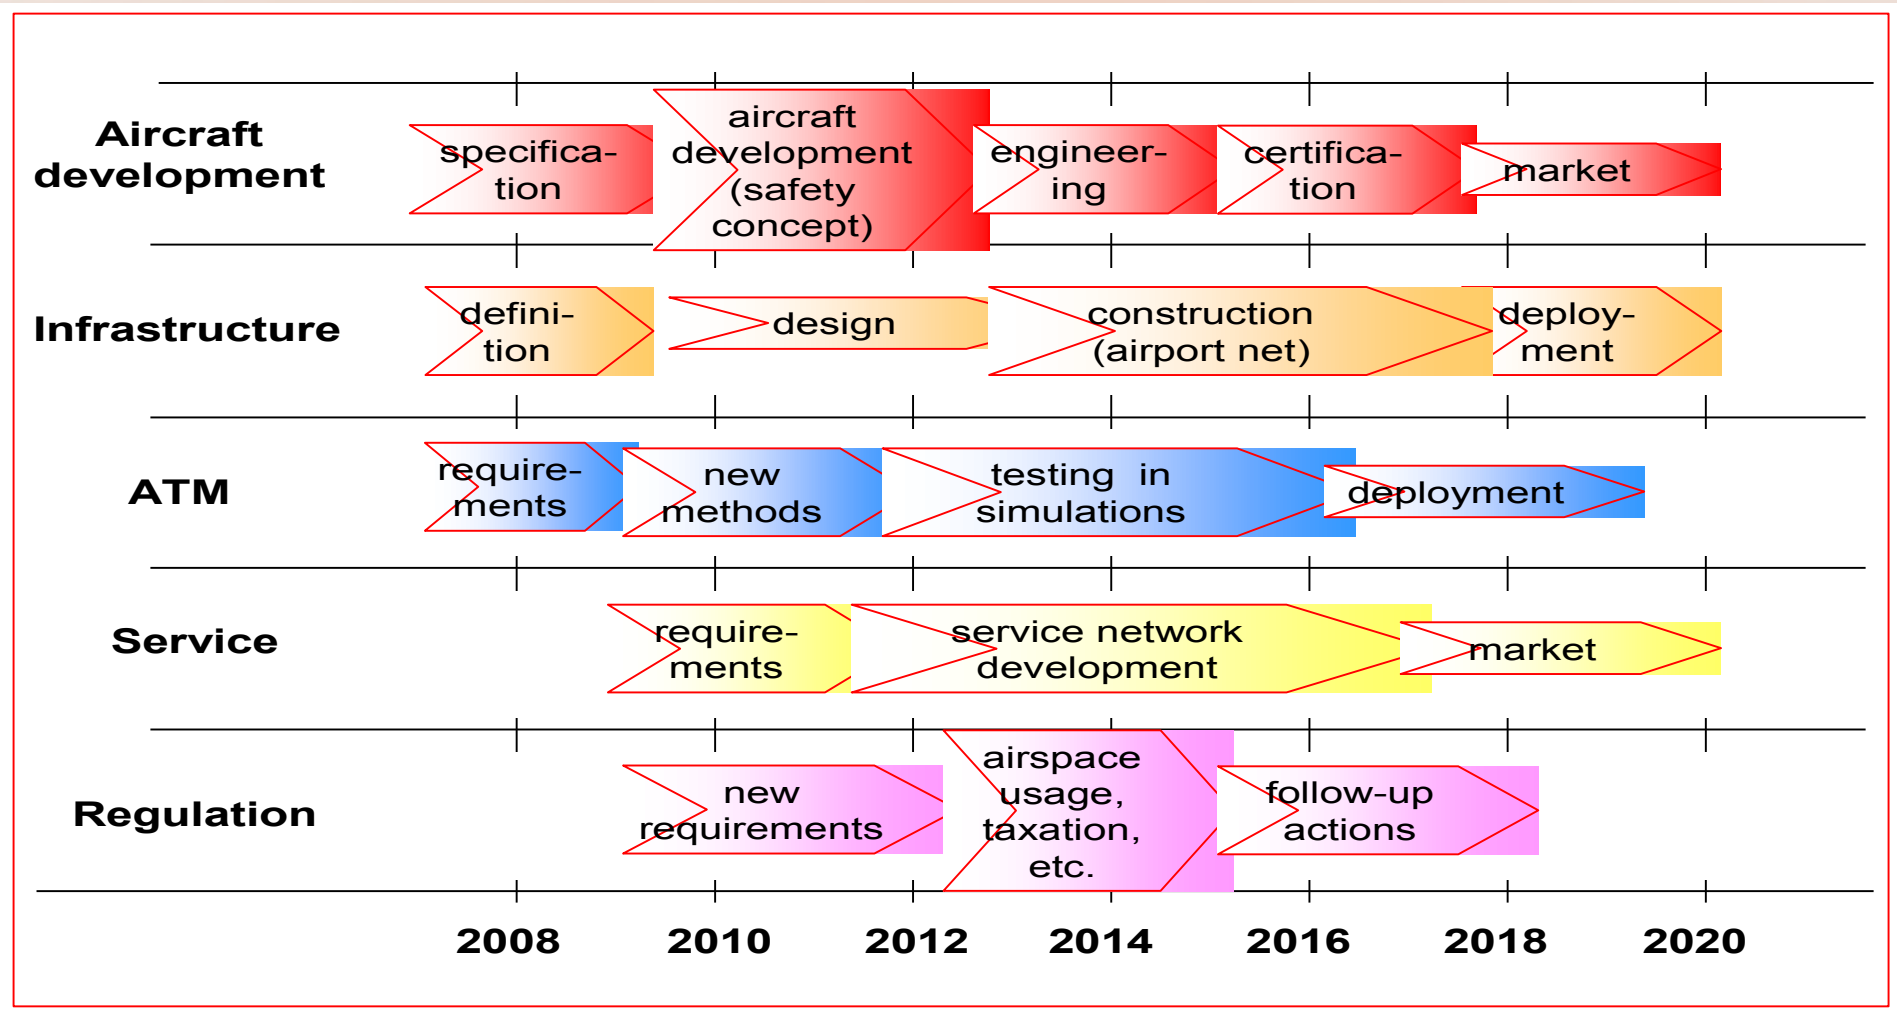 Aircraft
development
specifica-
tion
aircraft
development
(safety
concept)
engineer-
ing
certifica-
tion
market
Infrastructure
defini-
tion
design
construction
(airport net)
deploy-
ment
ATM
require-
ments
new
methods
testing in
simulations
deployment
Service
require-
ments
service network
development
market
Regulation
new
requirements
airspace
usage,
taxation,
etc.
follow-up
actions
2008 2010 2012 2014 2016 2018 2020